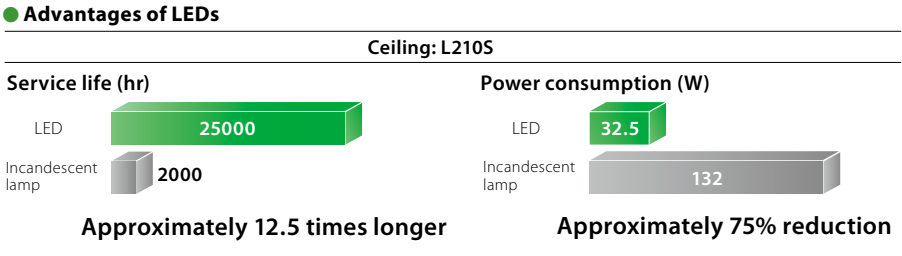 Advantages of LEDs
Ceiling: L210S
Service life (hr)
LED
25000
Incandescent
lamp
2000
Approximately 12.5 times longer
Power consumption (W)
LED
32.5
Incandescent
lamp
132
Approximately 75% reduction